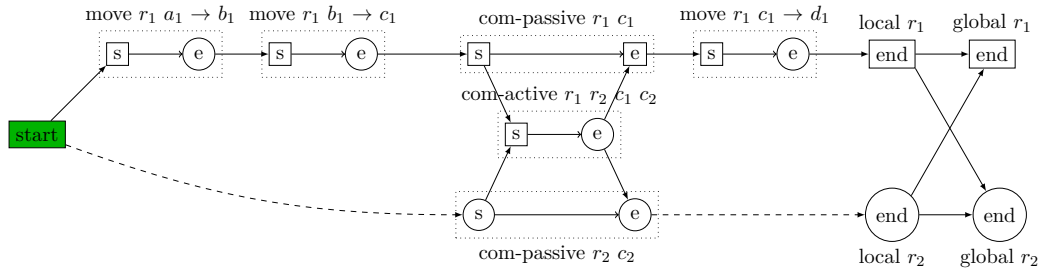 move r₁ a₁ → b₁
move r₁ b₁ → c₁
com-passive r₁ c₁
move r₁ c₁ → d₁
local r₁
global r₁
s
e
s
e
s
e
s
e
end
end
com-active r₁ r₂ c₁ c₂
start
s
e
s
e
end
end
com-passive r₂ c₂
local r₂
global r₂